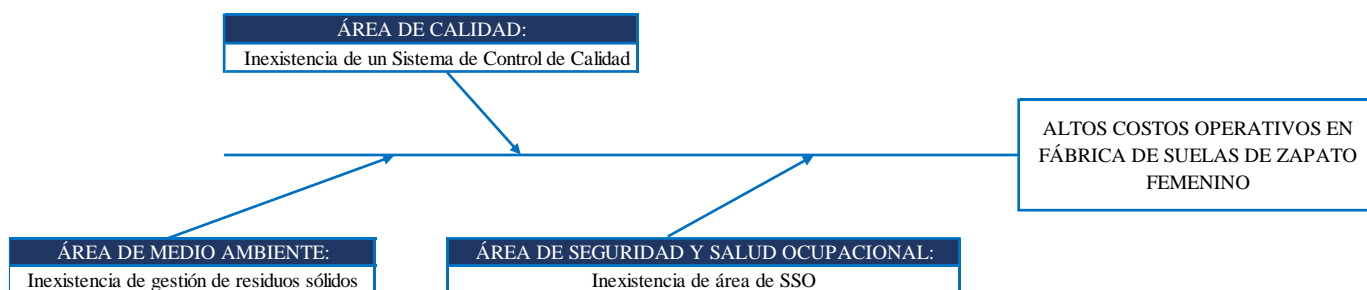 ÁREA DE CALIDAD:
Inexistencia de un Sistema de Control de Calidad
ALTOS COSTOS OPERATIVOS EN
FÁBRICA DE SUELAS DE ZAPATO
FEMENINO
ÁREA DE MEDIO AMBIENTE:
Inexistencia de gestión de residuos sólidos
ÁREA DE SEGURIDAD Y SALUD OCUPACIONAL:
Inexistencia de área de SSO